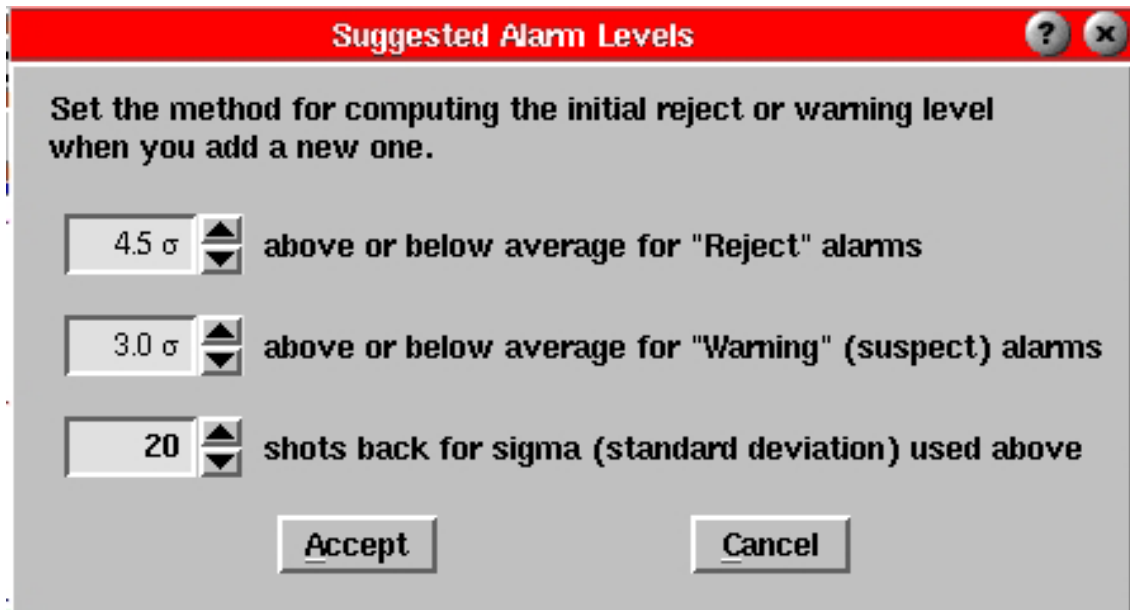 Suggested Alarm Levels ? x
Set the method for computing the initial reject or warning level
when you add a new one.
4.5 σ above or below average for "Reject" alarms
3.0 σ above or below average for "Warning" (suspect) alarms
20 shots back for sigma (standard deviation) used above
Accept Cancel